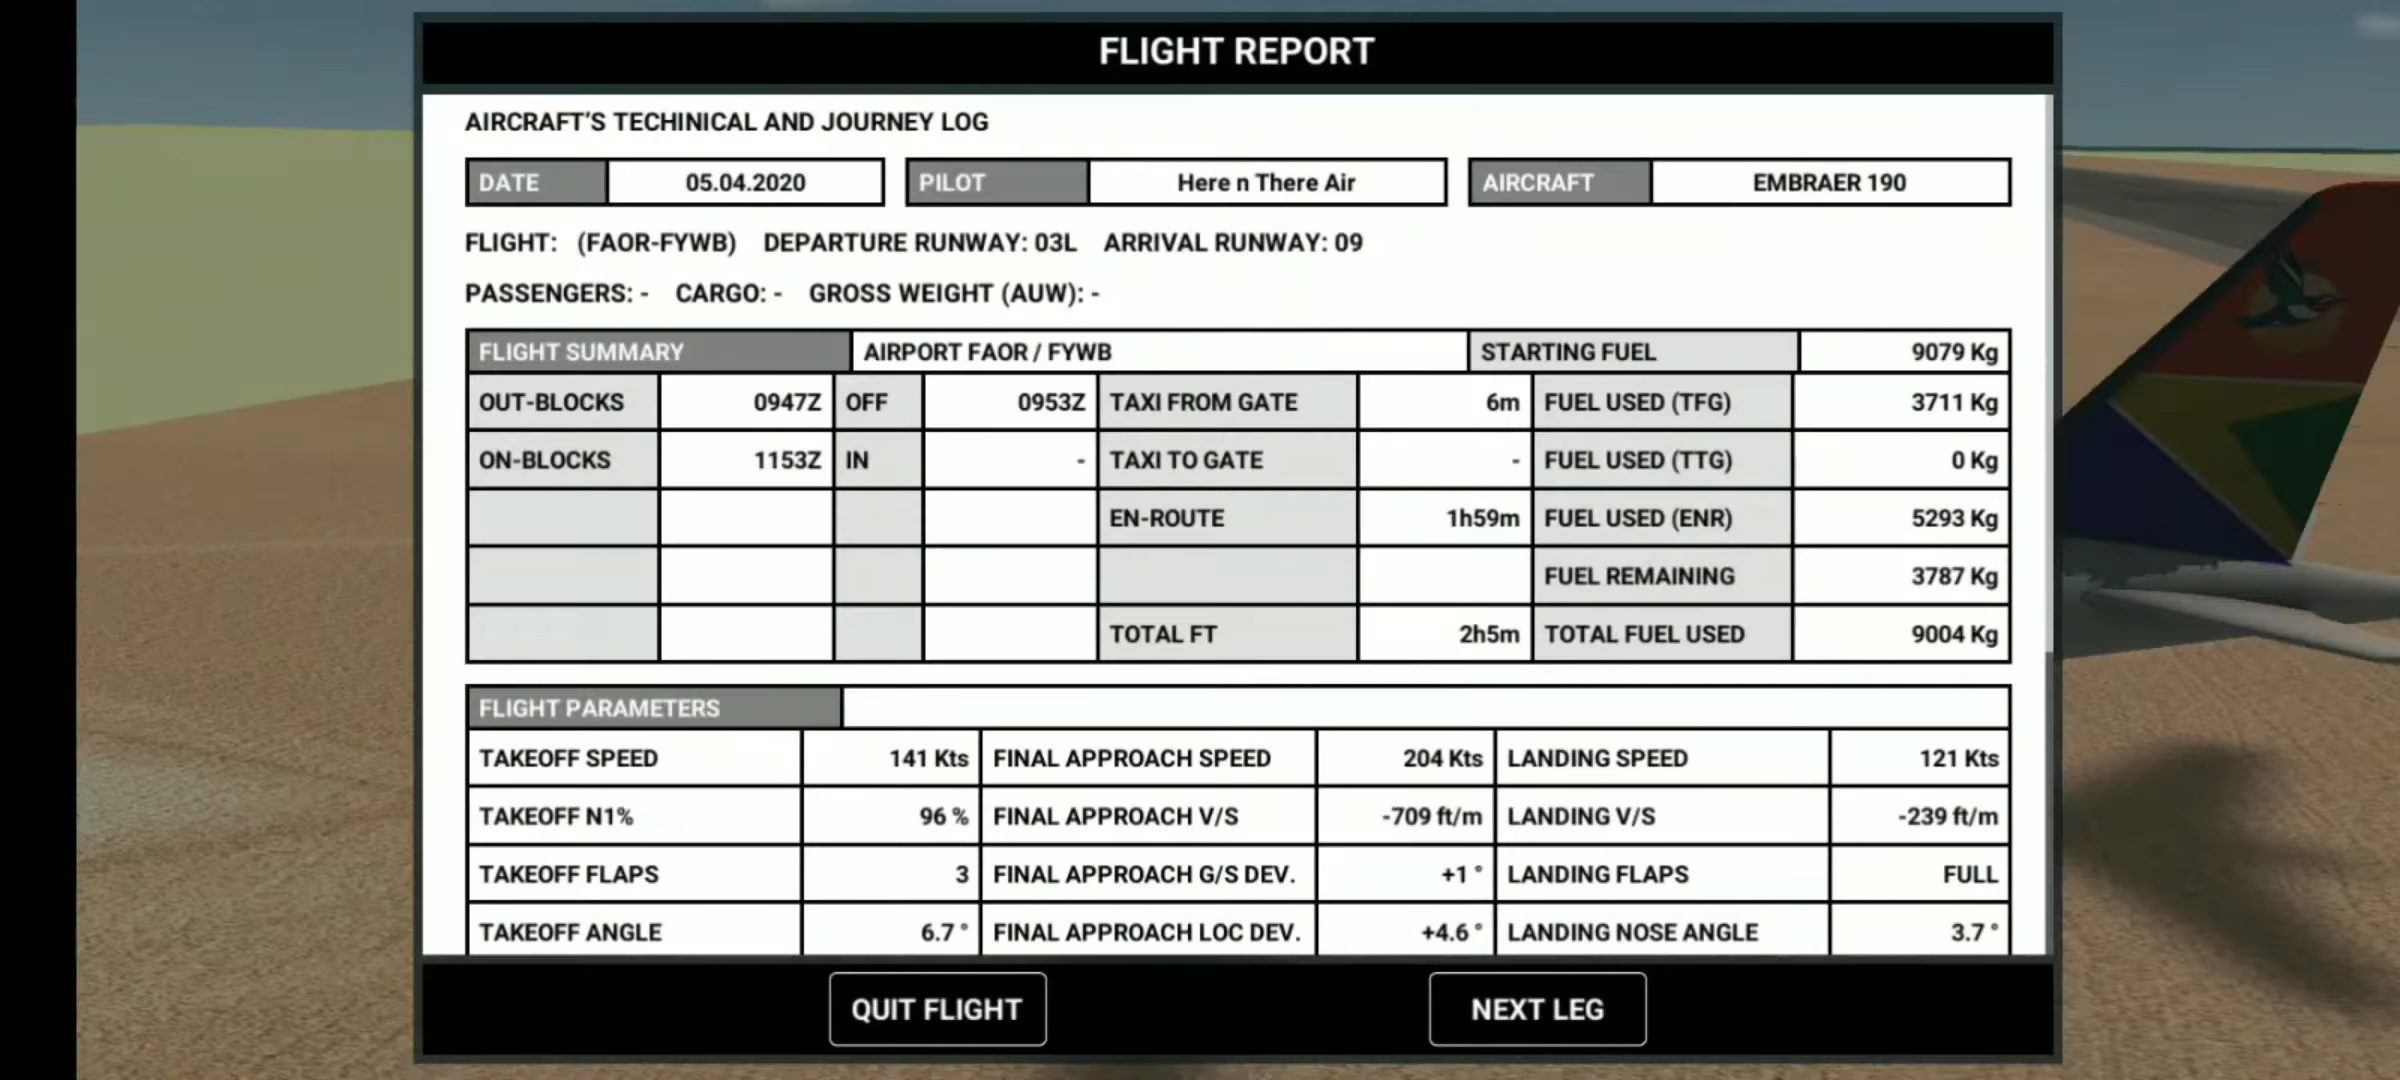 FLIGHT REPORT
AIRCRAFT'S TECHINICAL AND JOURNEY LOG
DATE 05.04.2020 PILOT Here n There Air AIRCRAFT EMBRAER 190
FLIGHT: (FAOR-FYWB) DEPARTURE RUNWAY: 03L ARRIVAL RUNWAY: 09
PASSENGERS: - CARGO: - GROSS WEIGHT (AUW): -
FLIGHT SUMMARY AIRPORT FAOR / FYWB STARTING FUEL 9079 Kg
OUT-BLOCKS 0947Z OFF 0953Z TAXI FROM GATE 6m FUEL USED (TFG) 3711 Kg
ON-BLOCKS 1153Z IN - TAXI TO GATE - FUEL USED (TTG) 0 Kg
EN-ROUTE 1h59m FUEL USED (ENR) 5293 Kg
FUEL REMAINING 3787 Kg
TOTAL FT 2h5m TOTAL FUEL USED 9004 Kg
FLIGHT PARAMETERS
TAKEOFF SPEED 141 Kts FINAL APPROACH SPEED 204 Kts LANDING SPEED 121 Kts
TAKEOFF N1% 96 % FINAL APPROACH V/S -709 ft/m LANDING V/S -239 ft/m
TAKEOFF FLAPS 3 FINAL APPROACH G/S DEV. +1 ° LANDING FLAPS FULL
TAKEOFF ANGLE 6.7 ° FINAL APPROACH LOC DEV. +4.6 ° LANDING NOSE ANGLE 3.7 °
QUIT FLIGHT NEXT LEG